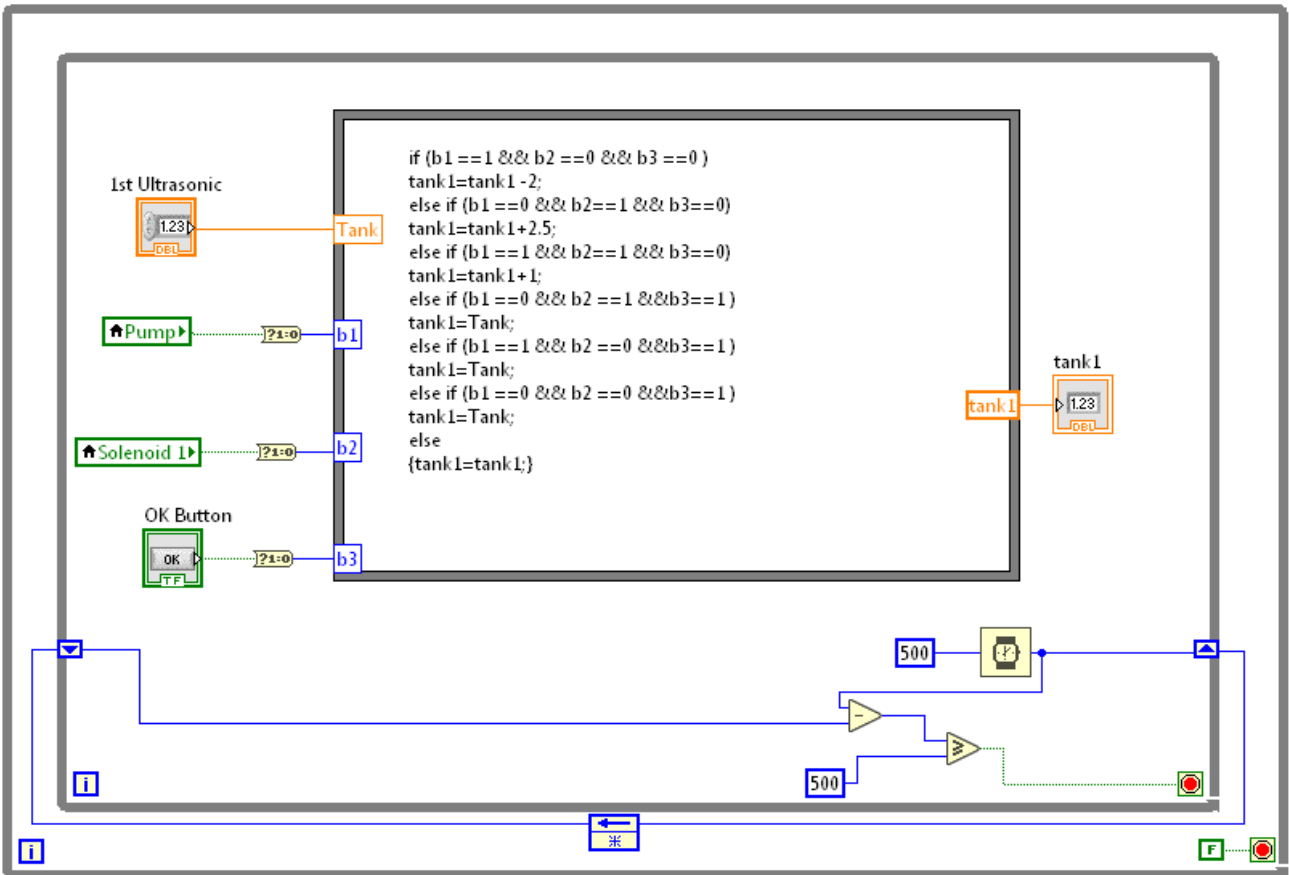 if (b1 ==1 && b2 ==0 && b3 ==0 )
tank1=tank1 -2;
else if (b1 ==0 && b2==1 && b3==0)
tank1=tank1+2.5;
else if (b1 ==1 && b2==1 && b3==0)
tank1=tank1+1;
else if (b1 ==0 && b2 ==1 &&b3==1 )
tank1=Tank;
else if (b1 ==1 && b2 ==0 &&b3==1 )
tank1=Tank;
else if (b1 ==0 && b2 ==0 &&b3==1 )
tank1=Tank;
else
{tank1=tank1;}
1st Ultrasonic
1.23
DBL
Tank
Pump
?1:0
b1
Solenoid 1
?1:0
b2
OK Button
OK
TF
?1:0
b3
tank1
tank1
1.23
DBL
500
500
i
i
F